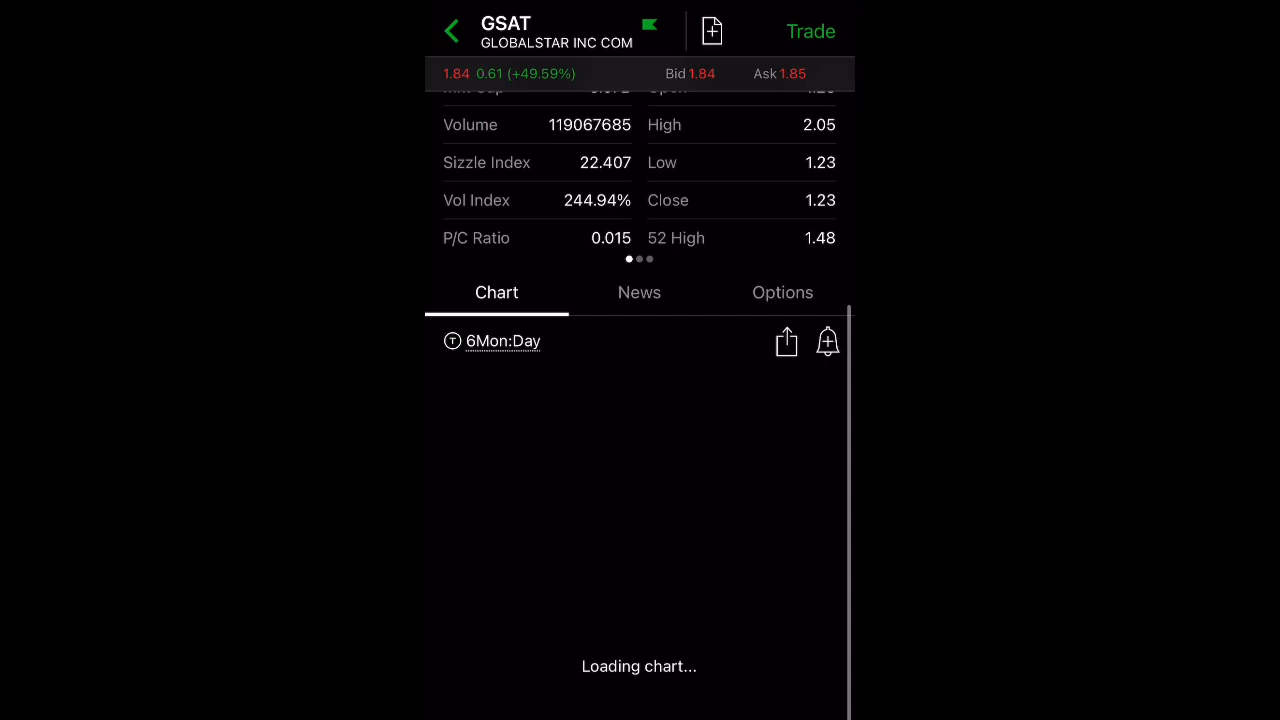 GSAT
GLOBALSTAR INC COM
Trade
1.84 0.61 (+49.59%) Bid 1.84 Ask 1.85
Volume 119067685 High 2.05
Sizzle Index 22.407 Low 1.23
Vol Index 244.94% Close 1.23
P/C Ratio 0.015 52 High 1.48
Chart News Options
T 6Mon:Day
Loading chart...